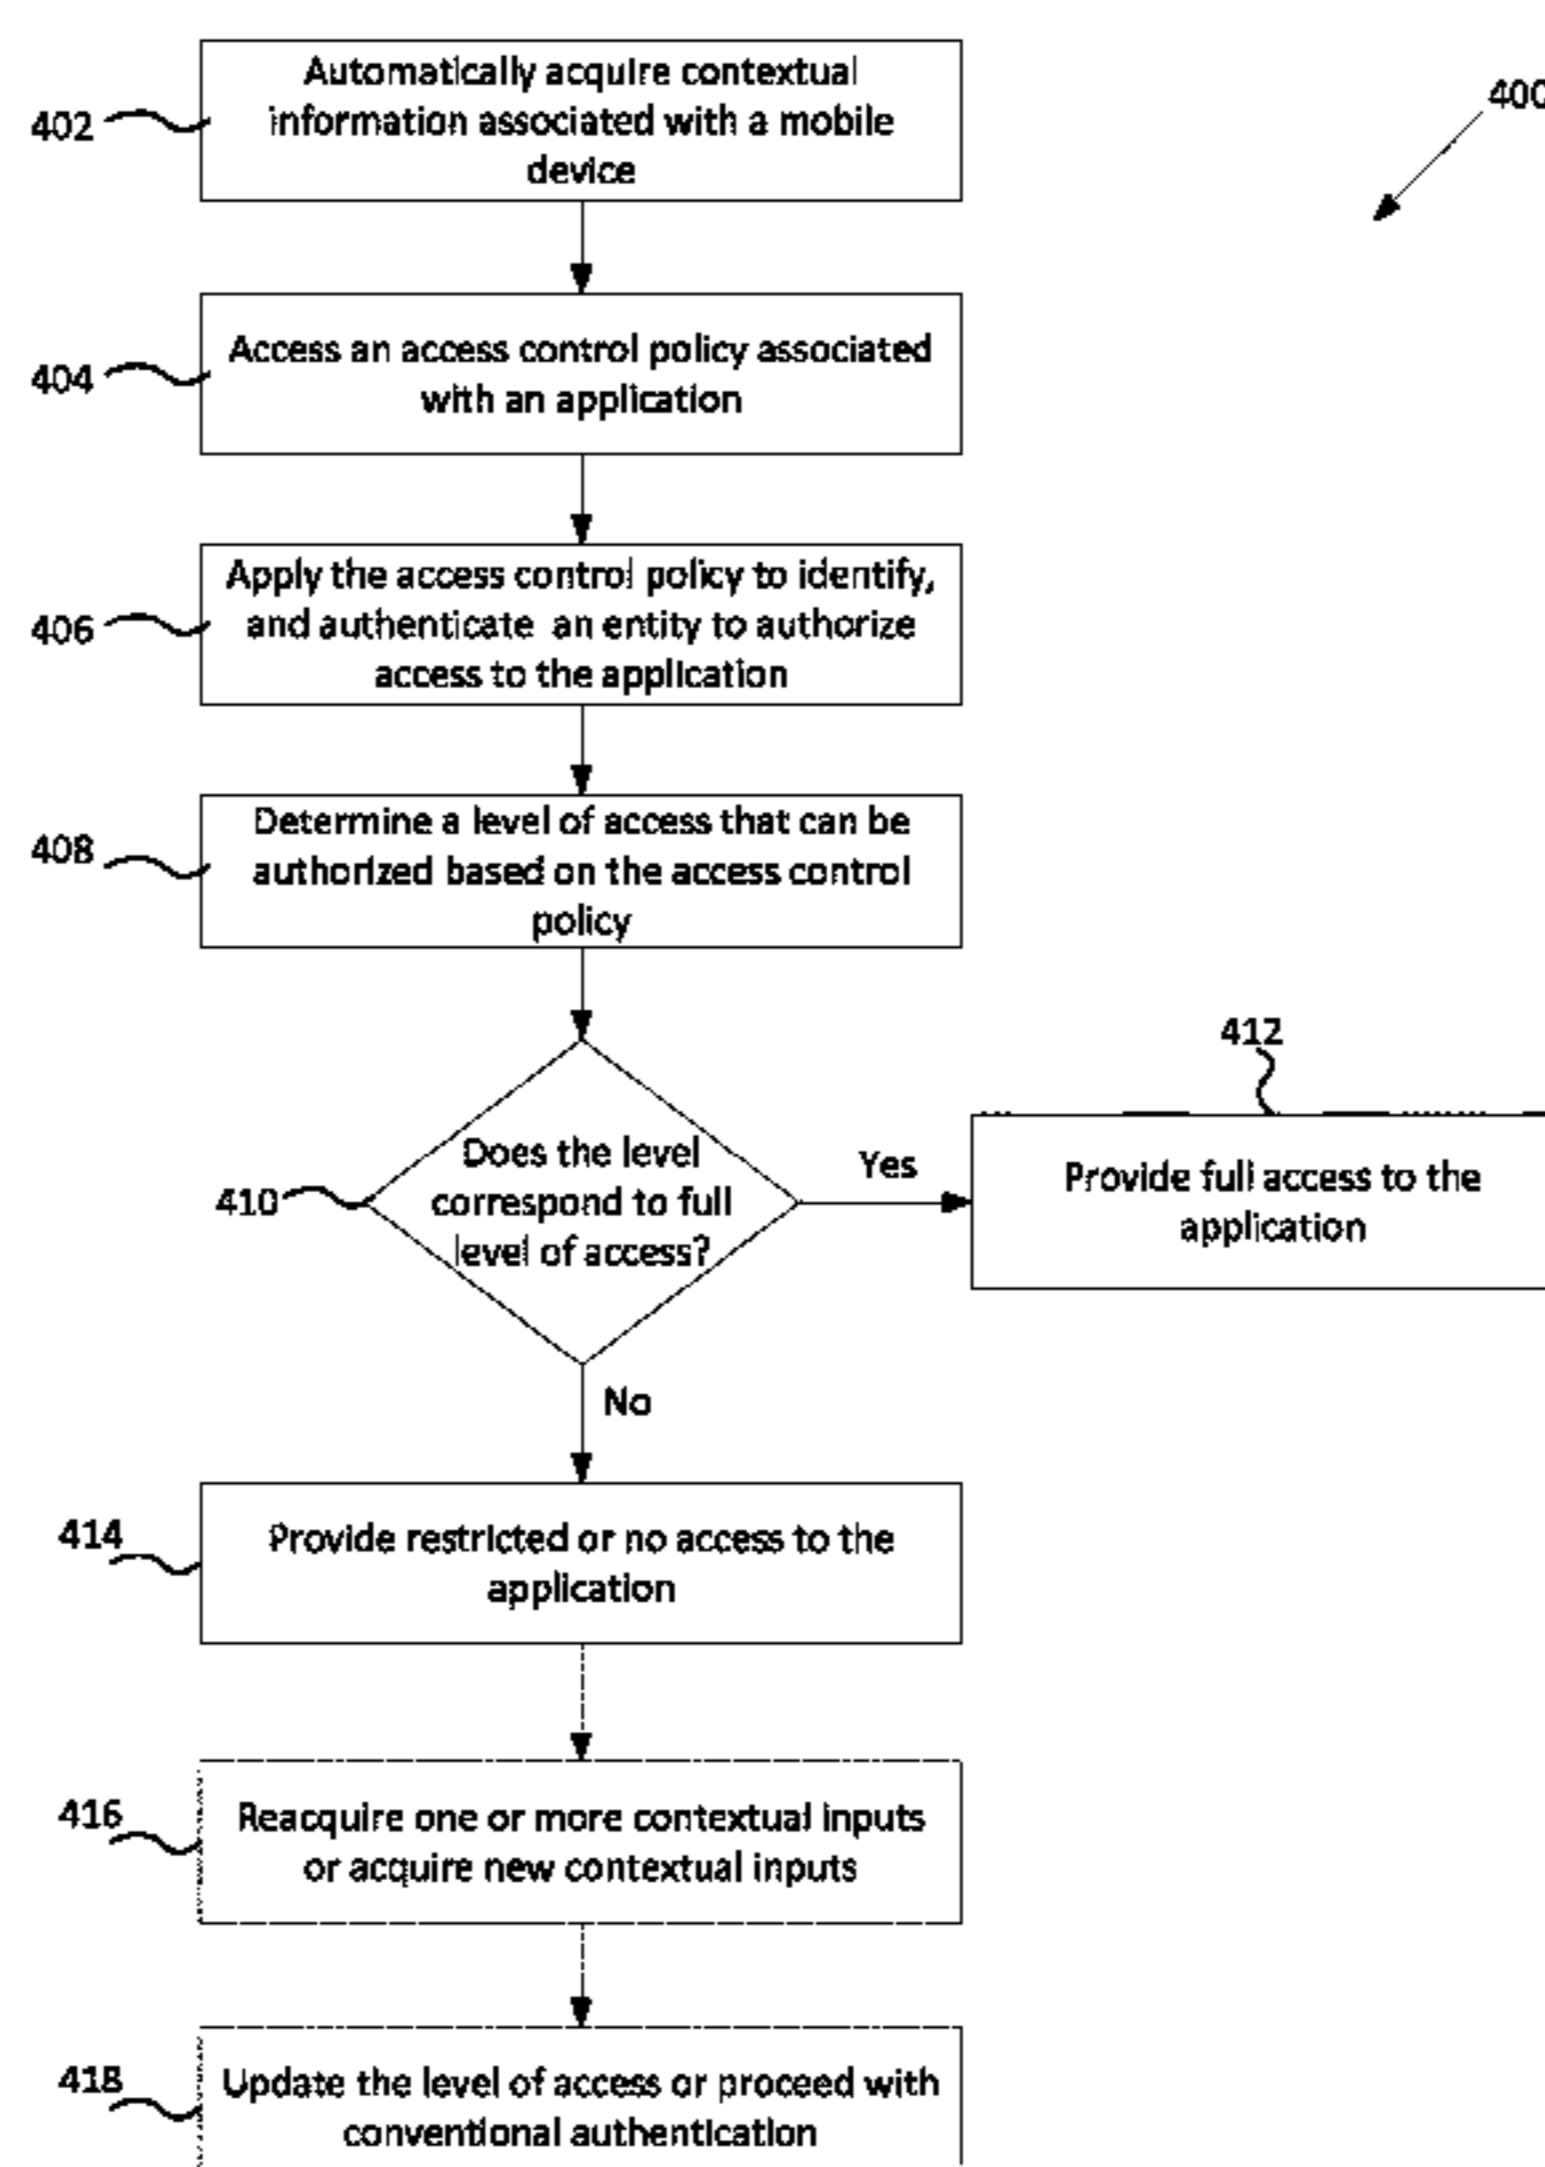 400
402
Automatically acquire contextual
information associated with a mobile
device
404
Access an access control policy associated
with an application
406
Apply the access control policy to identify,
and authenticate an entity to authorize
access to the application
408
Determine a level of access that can be
authorized based on the access control
policy
410
Does the level
correspond to full
level of access?
Yes
412
Provide full access to the
application
No
414
Provide restricted or no access to the
application
416
Reacquire one or more contextual inputs
or acquire new contextual inputs
418
Update the level of access or proceed with
conventional authentication